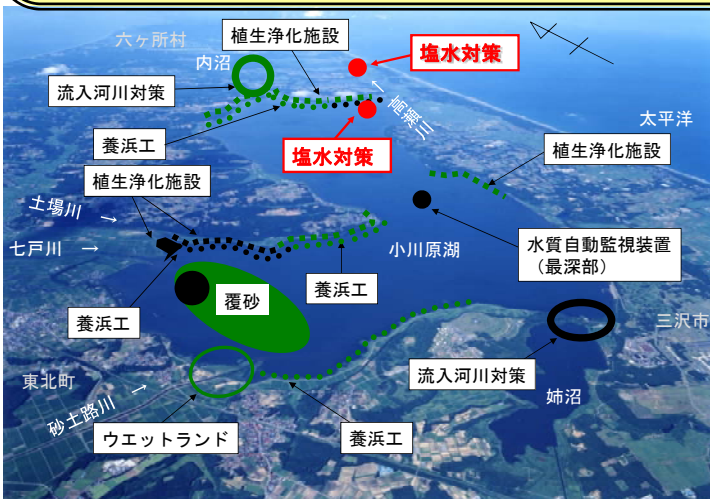 六ヶ所村
内沼
植生浄化施設
塩水対策
流入河川対策
高瀬川
太平洋
養浜工
塩水対策
植生浄化施設
植生浄化施設
土場川
七戸川
小川原湖
水質自動監視装置
(最深部)
養浜工
覆砂
養浜工
三沢市
流入河川対策
東北町
姉沼
砂土路川
ウエットランド
養浜工